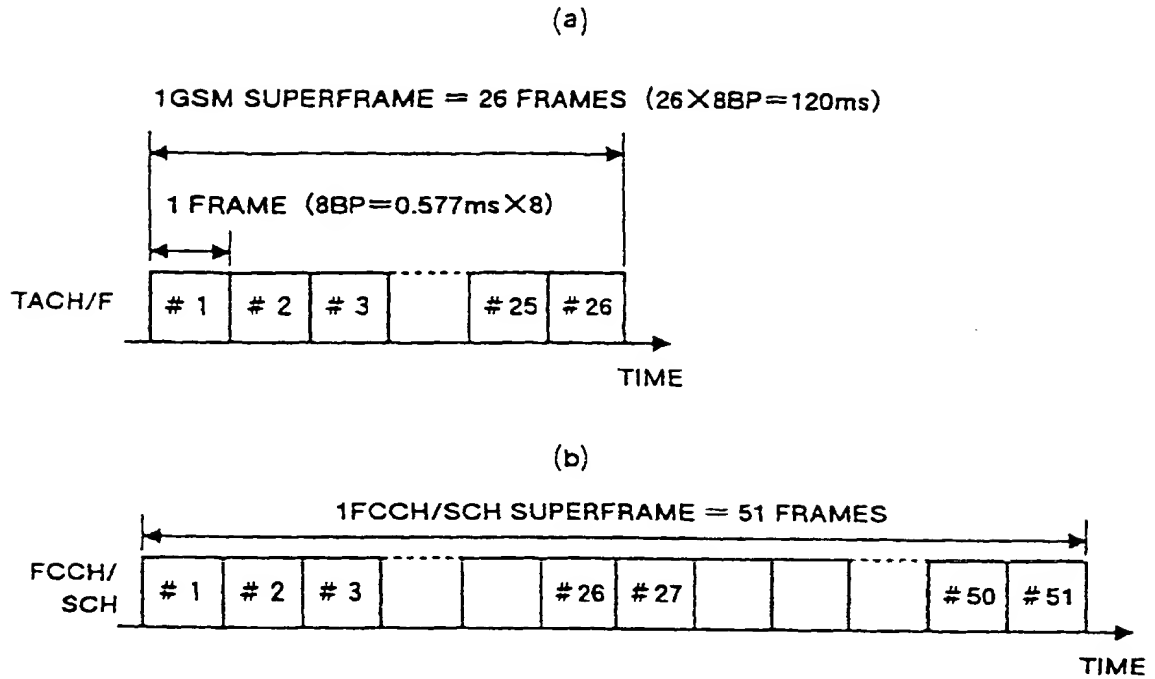 (a)
1GSM SUPERFRAME = 26 FRAMES (26×8BP=120ms)
1 FRAME (8BP=0.577ms×8)
TACH/F
# 1 # 2 # 3 # 25 # 26
TIME
(b)
1FCCH/SCH SUPERFRAME = 51 FRAMES
FCCH/
SCH
# 1 # 2 # 3 # 26 # 27 # 50 # 51
TIME